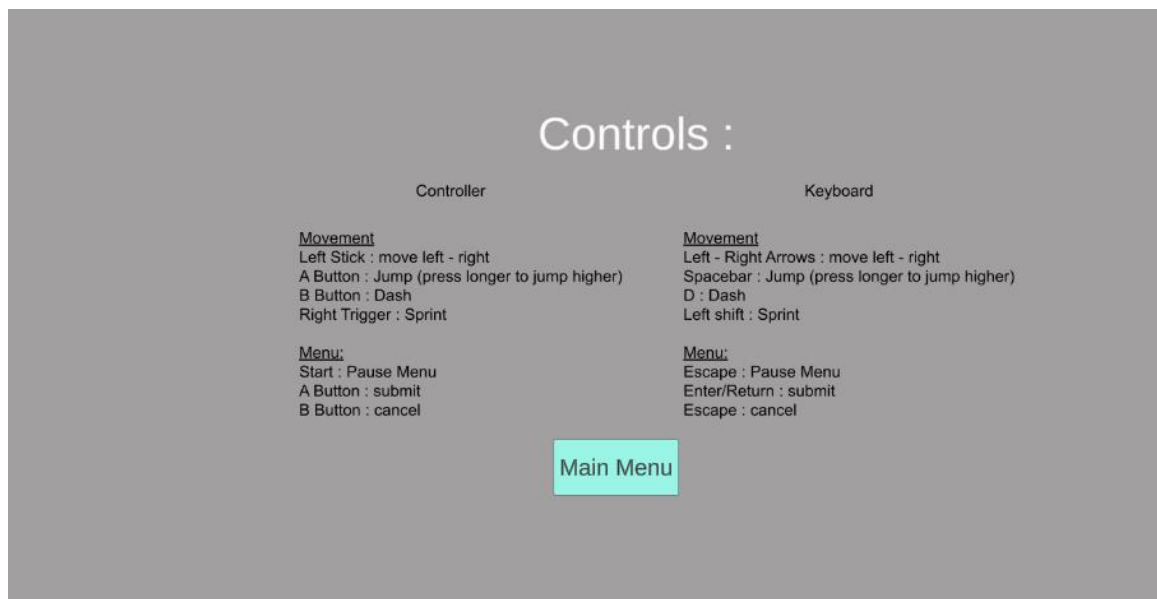 Controls :
Controller
Movement
Left Stick : move left - right
A Button : Jump (press longer to jump higher)
B Button : Dash
Right Trigger : Sprint
Menu:
Start : Pause Menu
A Button : submit
B Button : cancel
Keyboard
Movement
Left - Right Arrows : move left - right
Spacebar : Jump (press longer to jump higher)
D : Dash
Left shift : Sprint
Menu:
Escape : Pause Menu
Enter/Return : submit
Escape : cancel
Main Menu